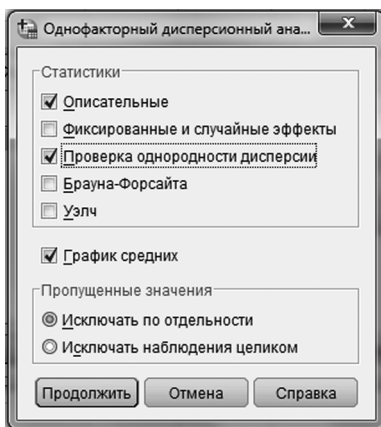 Однофакторный дисперсионный ана...
Статистики
Описательные
Фиксированные и случайные эффекты
Проверка однородности дисперсии
Брауна-Форсайта
Уэлч
График средних
Пропущенные значения
Исключать по отдельности
Исключать наблюдения целиком
Продолжить Отмена Справка